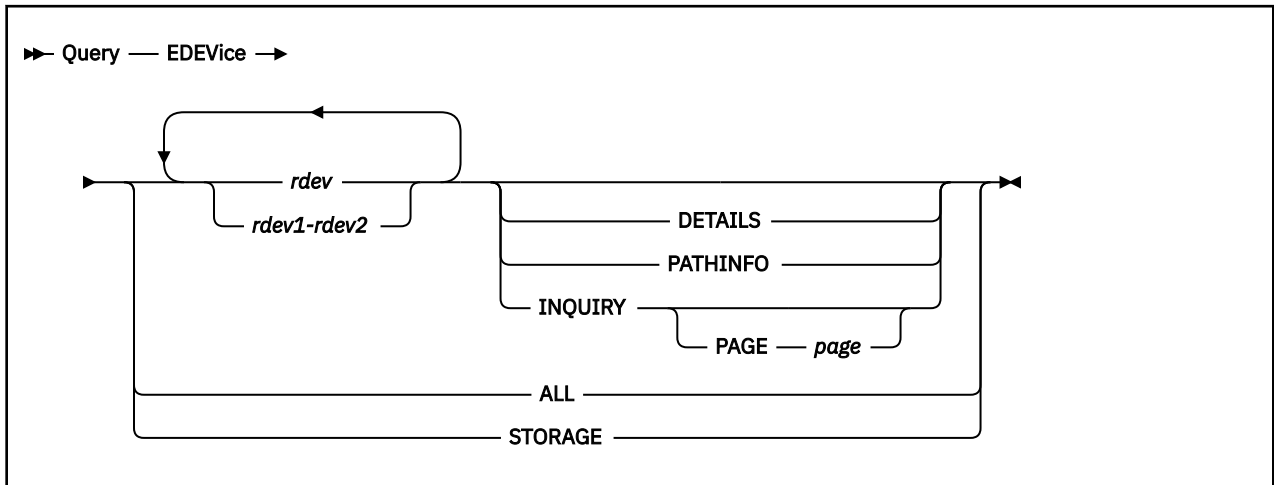 Query EDEVice
rdev
rdev1-rdev2
DETAILS
PATHINFO
INQUIRY
PAGE page
ALL
STORAGE